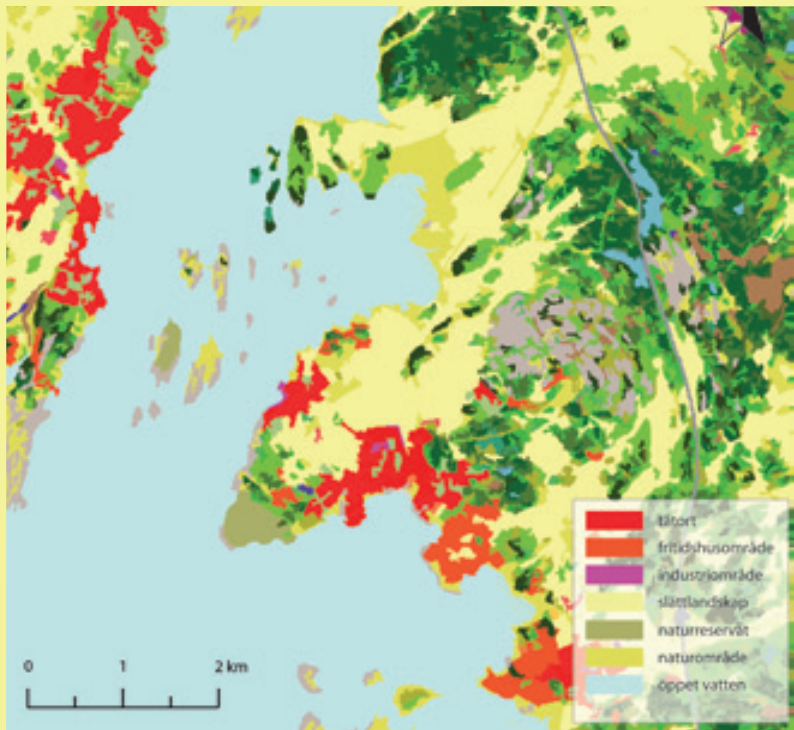 tätort
fritidshusområde
industriområde
slättlandskap
naturreservat
naturområde
öppet vatten
0 1 2 km